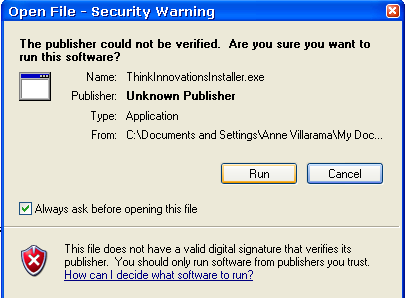 Open File - Security Warning
The publisher could not be verified.  Are you sure you want to
run this software?
Name: ThinkInnovationsInstaller.exe
Publisher: Unknown Publisher
Type: Application
From: C:\Documents and Settings\Anne Villarama\My Doc...
Run Cancel
Always ask before opening this file
This file does not have a valid digital signature that verifies its
publisher.  You should only run software from publishers you trust.
How can I decide what software to run?